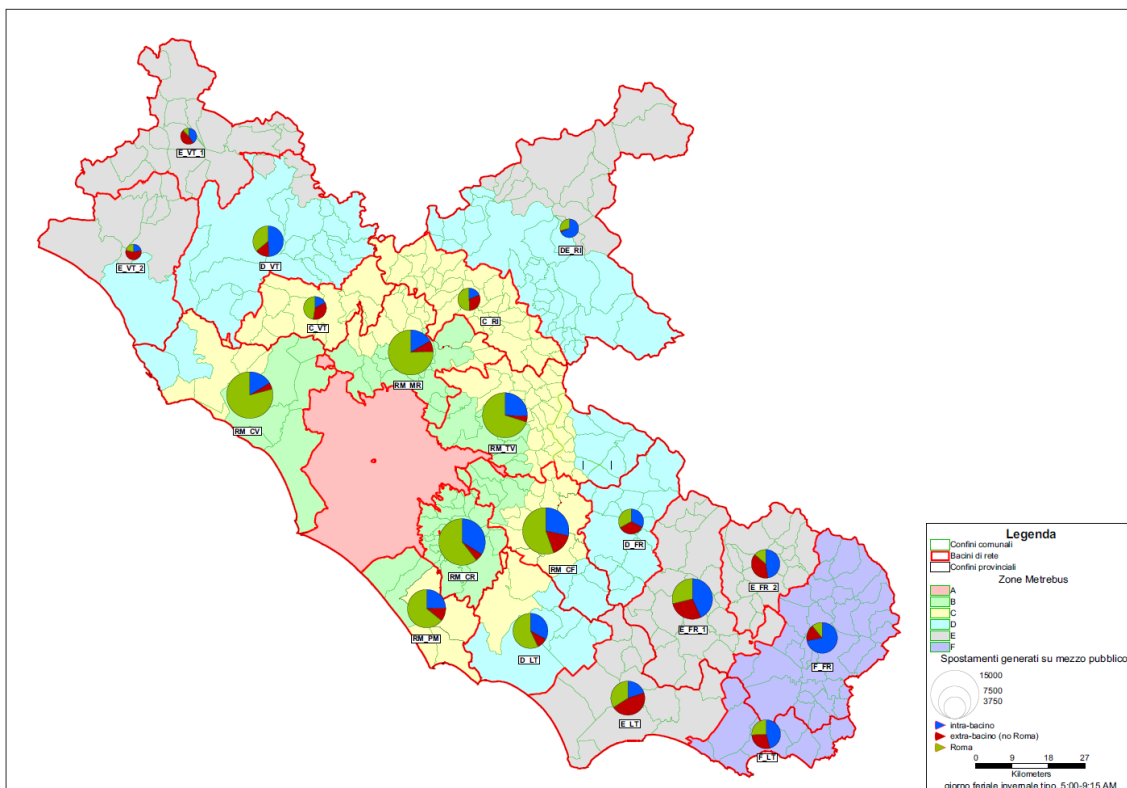 E_VT_1
E_VT_2
D_VT
DE_RI
C_VT
C_RI
RM_MR
RM_CV
RM_TV
D_FR
RM_CR
RM_CF
E_FR_2
RM_PM
E_FR_1
D_LT
F_FR
E_LT
F_LT
Legenda
Confini comunali
Bacini di rete
Confini provinciali
Zone Metrebus
A
B
C
D
E
F
Spostamenti generati su mezzo pubblico
15000
7500
3750
intra-bacino
extra-bacino (no Roma)
Roma
0 9 18 27
Kilometers
giorno feriale invernale tipo, 5:00-9:15 AM